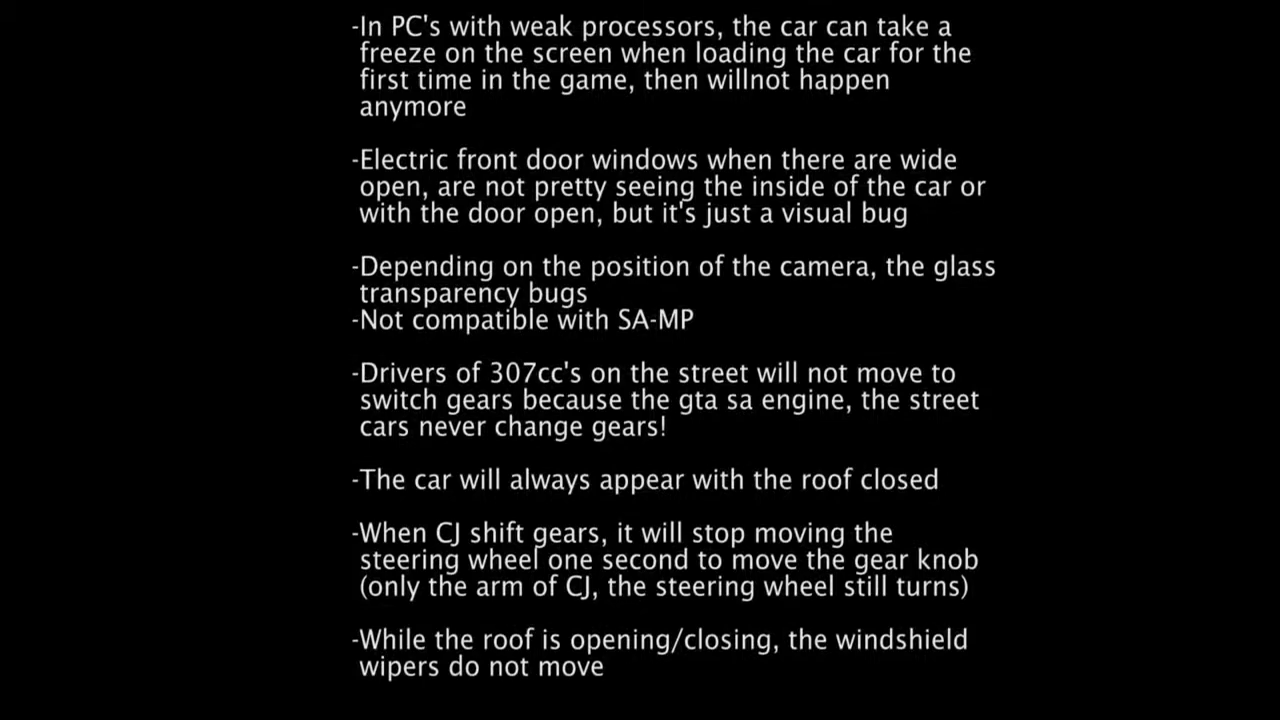 -In PC's with weak processors, the car can take a
freeze on the screen when loading the car for the
first time in the game, then willnot happen
anymore
-Electric front door windows when there are wide
open, are not pretty seeing the inside of the car or
with the door open, but it's just a visual bug
-Depending on the position of the camera, the glass
transparency bugs
-Not compatible with SA-MP
-Drivers of 307cc's on the street will not move to
switch gears because the gta sa engine, the street
cars never change gears!
-The car will always appear with the roof closed
-When CJ shift gears, it will stop moving the
steering wheel one second to move the gear knob
(only the arm of CJ, the steering wheel still turns)
-While the roof is opening/closing, the windshield
wipers do not move